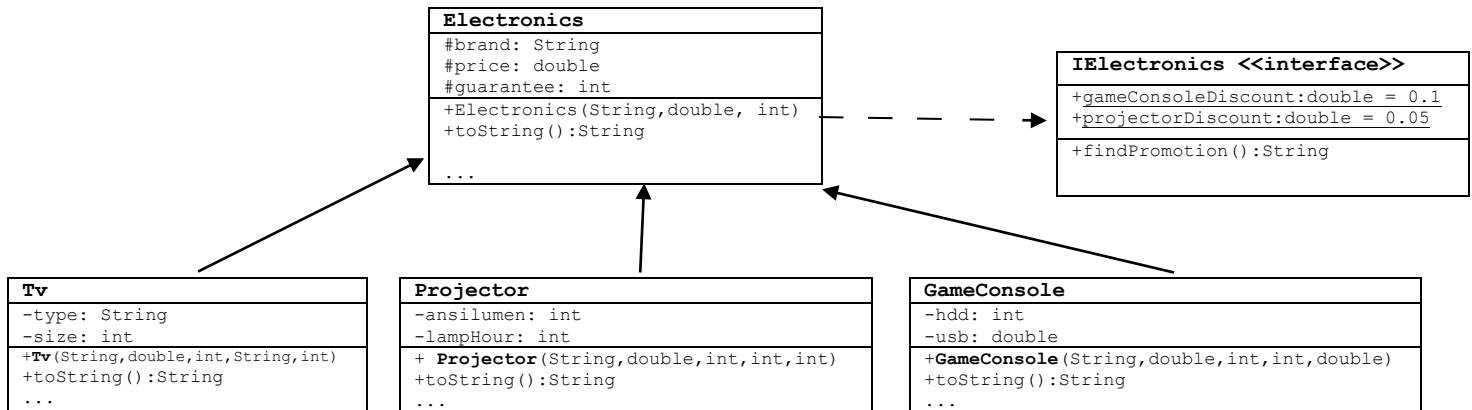 Electronics
#brand: String
#price: double
#guarantee: int
+Electronics(String,double, int)
+toString():String
...
IElectronics <<interface>>
+gameConsoleDiscount:double = 0.1
+projectorDiscount:double = 0.05
+findPromotion():String
Tv
-type: String
-size: int
+Tv(String,double,int,String,int)
+toString():String
...
Projector
-ansilumen: int
-lampHour: int
+ Projector(String,double,int,int,int)
+toString():String
...
GameConsole
-hdd: int
-usb: double
+GameConsole(String,double,int,int,double)
+toString():String
...